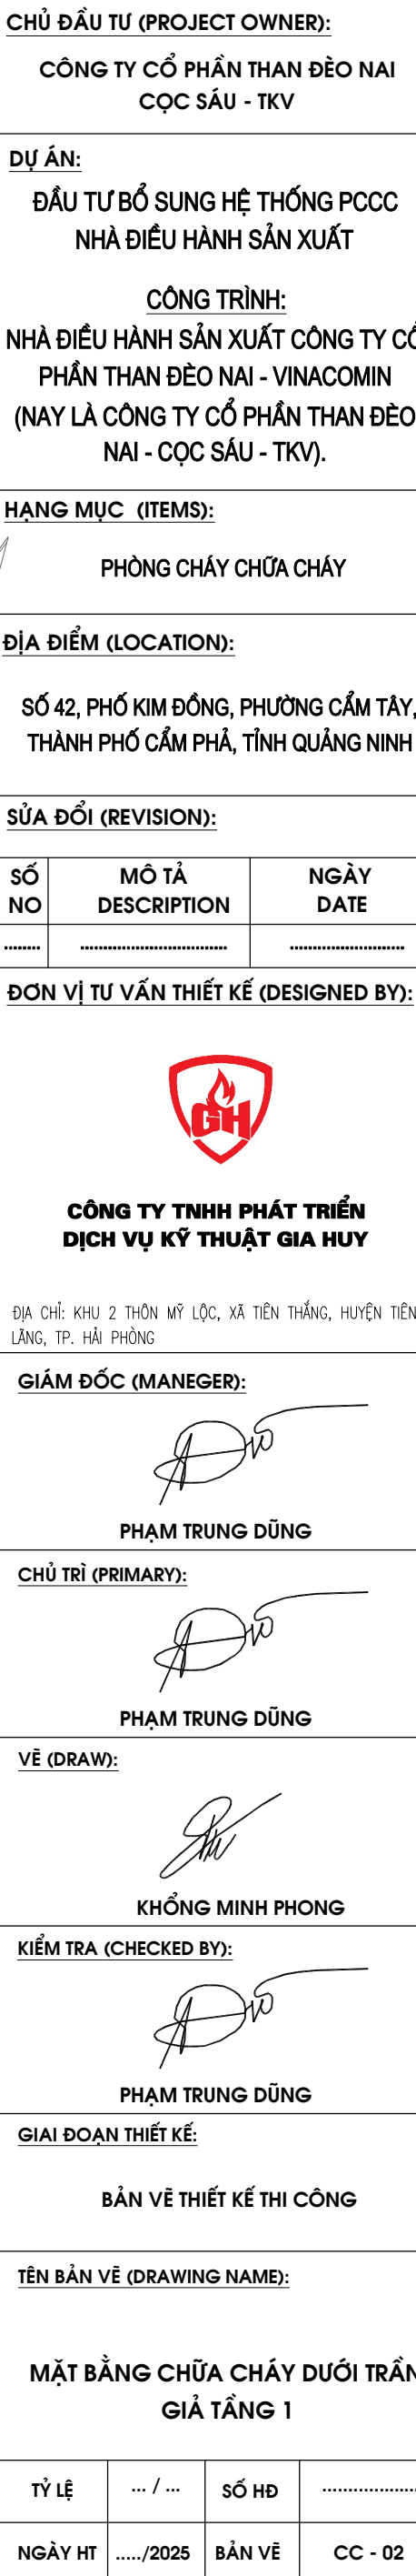 CHỦ ĐẦU TƯ (PROJECT OWNER):
CÔNG TY CỔ PHẦN THAN ĐÈO NAI
CỌC SÁU - TKV
DỰ ÁN:
ĐẦU TƯ BỔ SUNG HỆ THỐNG PCCC
NHÀ ĐIỀU HÀNH SẢN XUẤT
CÔNG TRÌNH:
NHÀ ĐIỀU HÀNH SẢN XUẤT CÔNG TY CỔ
PHẦN THAN ĐÈO NAI - VINACOMIN
(NAY LÀ CÔNG TY CỔ PHẦN THAN ĐÈO
NAI - CỌC SÁU - TKV).
HẠNG MỤC (ITEMS):
PHÒNG CHÁY CHỮA CHÁY
ĐỊA ĐIỂM (LOCATION):
SỐ 42, PHỐ KIM ĐỒNG, PHƯỜNG CẨM TÂY,
THÀNH PHỐ CẨM PHẢ, TỈNH QUẢNG NINH
SỬA ĐỔI (REVISION):
SỐ MÔ TẢ NGÀY
NO DESCRIPTION DATE
........ ................................ .........................
ĐƠN VỊ TƯ VẤN THIẾT KẾ (DESIGNED BY):
GH
CÔNG TY TNHH PHÁT TRIỂN
DỊCH VỤ KỸ THUẬT GIA HUY
ĐỊA CHỈ: KHU 2 THÔN MỸ LỘC, XÃ TIÊN THẮNG, HUYỆN TIÊN
LÃNG, TP. HẢI PHÒNG
GIÁM ĐỐC (MANEGER):
PHẠM TRUNG DŨNG
CHỦ TRÌ (PRIMARY):
PHẠM TRUNG DŨNG
VẼ (DRAW):
KHỔNG MINH PHONG
KIỂM TRA (CHECKED BY):
PHẠM TRUNG DŨNG
GIAI ĐOẠN THIẾT KẾ:
BẢN VẼ THIẾT KẾ THI CÔNG
TÊN BẢN VẼ (DRAWING NAME):
MẶT BẰNG CHỮA CHÁY DƯỚI TRẦN
GIẢ TẦNG 1
TỶ LỆ ... / ... SỐ HĐ ..................
NGÀY HT ...../2025 BẢN VẼ CC - 02